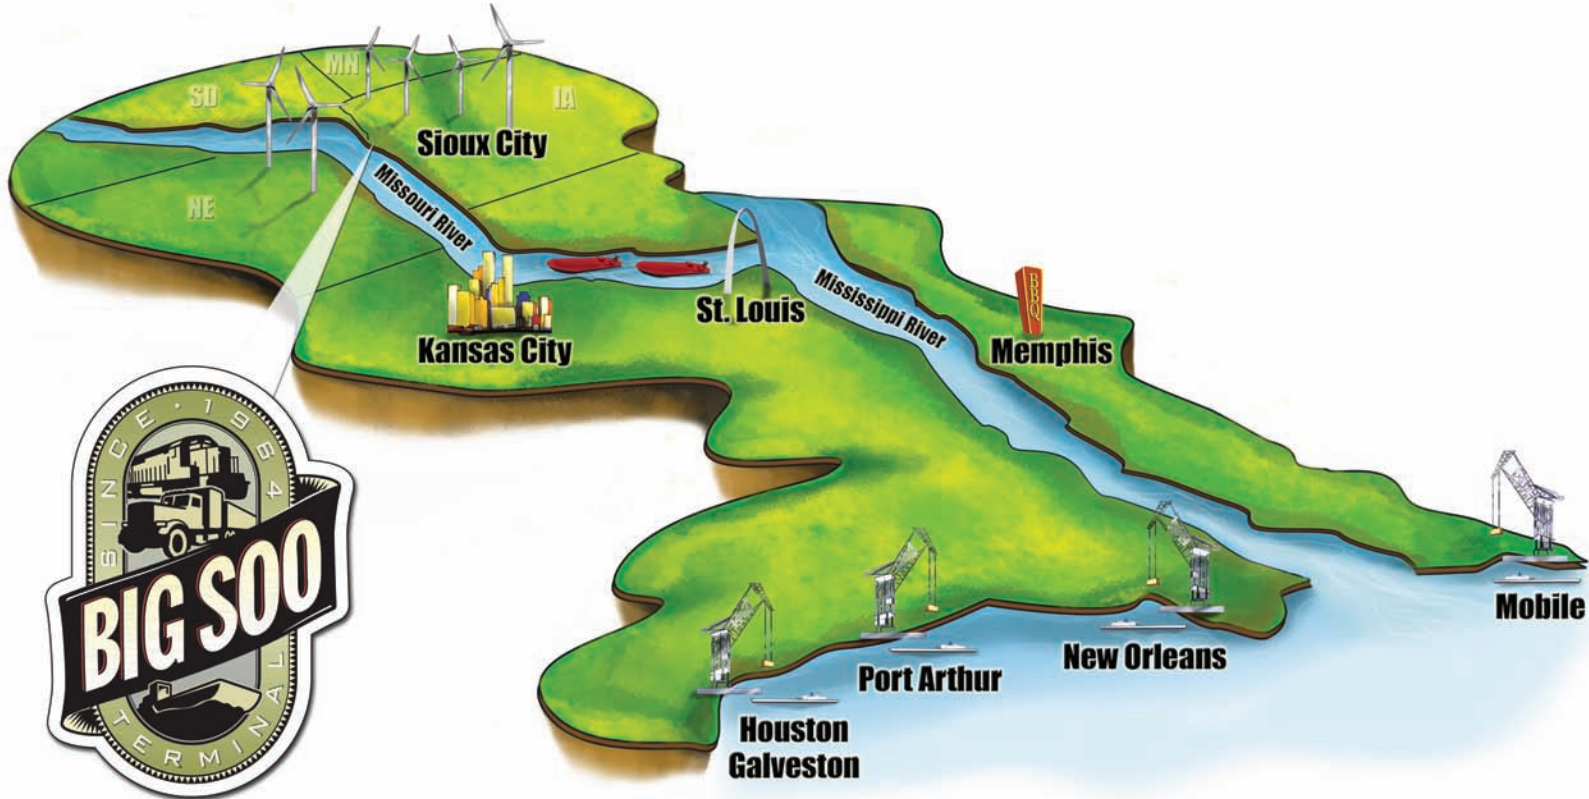 MN
SD
IA
Sioux City
NE
Missouri River
Mississippi River
BBQ
St. Louis
Memphis
Kansas City
SINCE · 1964
BIG SOO
TERMINAL
Mobile
New Orleans
Port Arthur
Houston
Galveston